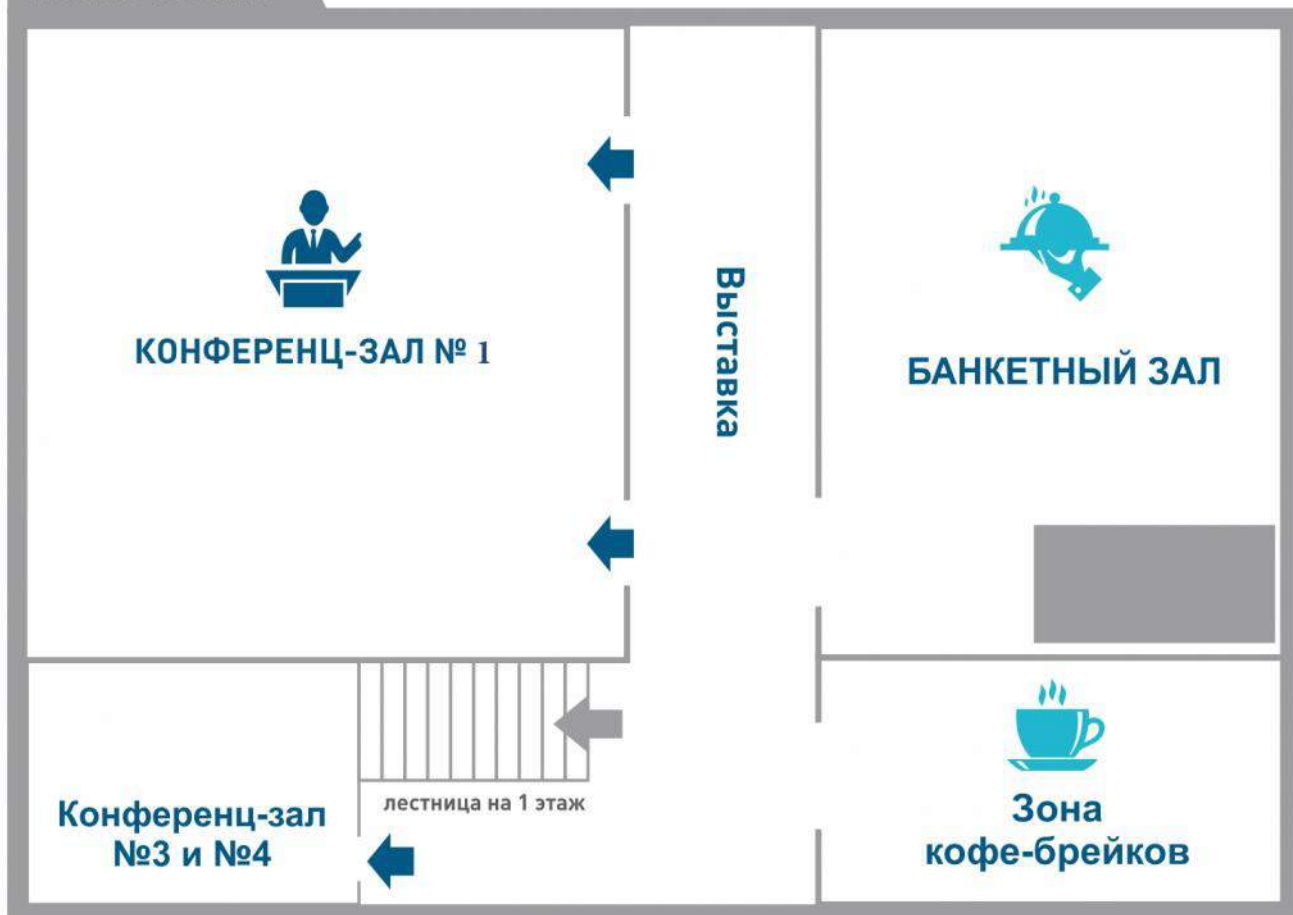 КОНФЕРЕНЦ-ЗАЛ № 1
Выставка
БАНКЕТНЫЙ ЗАЛ
лестница на 1 этаж
Конференц-зал
№3 и №4
Зона
кофе-брейков